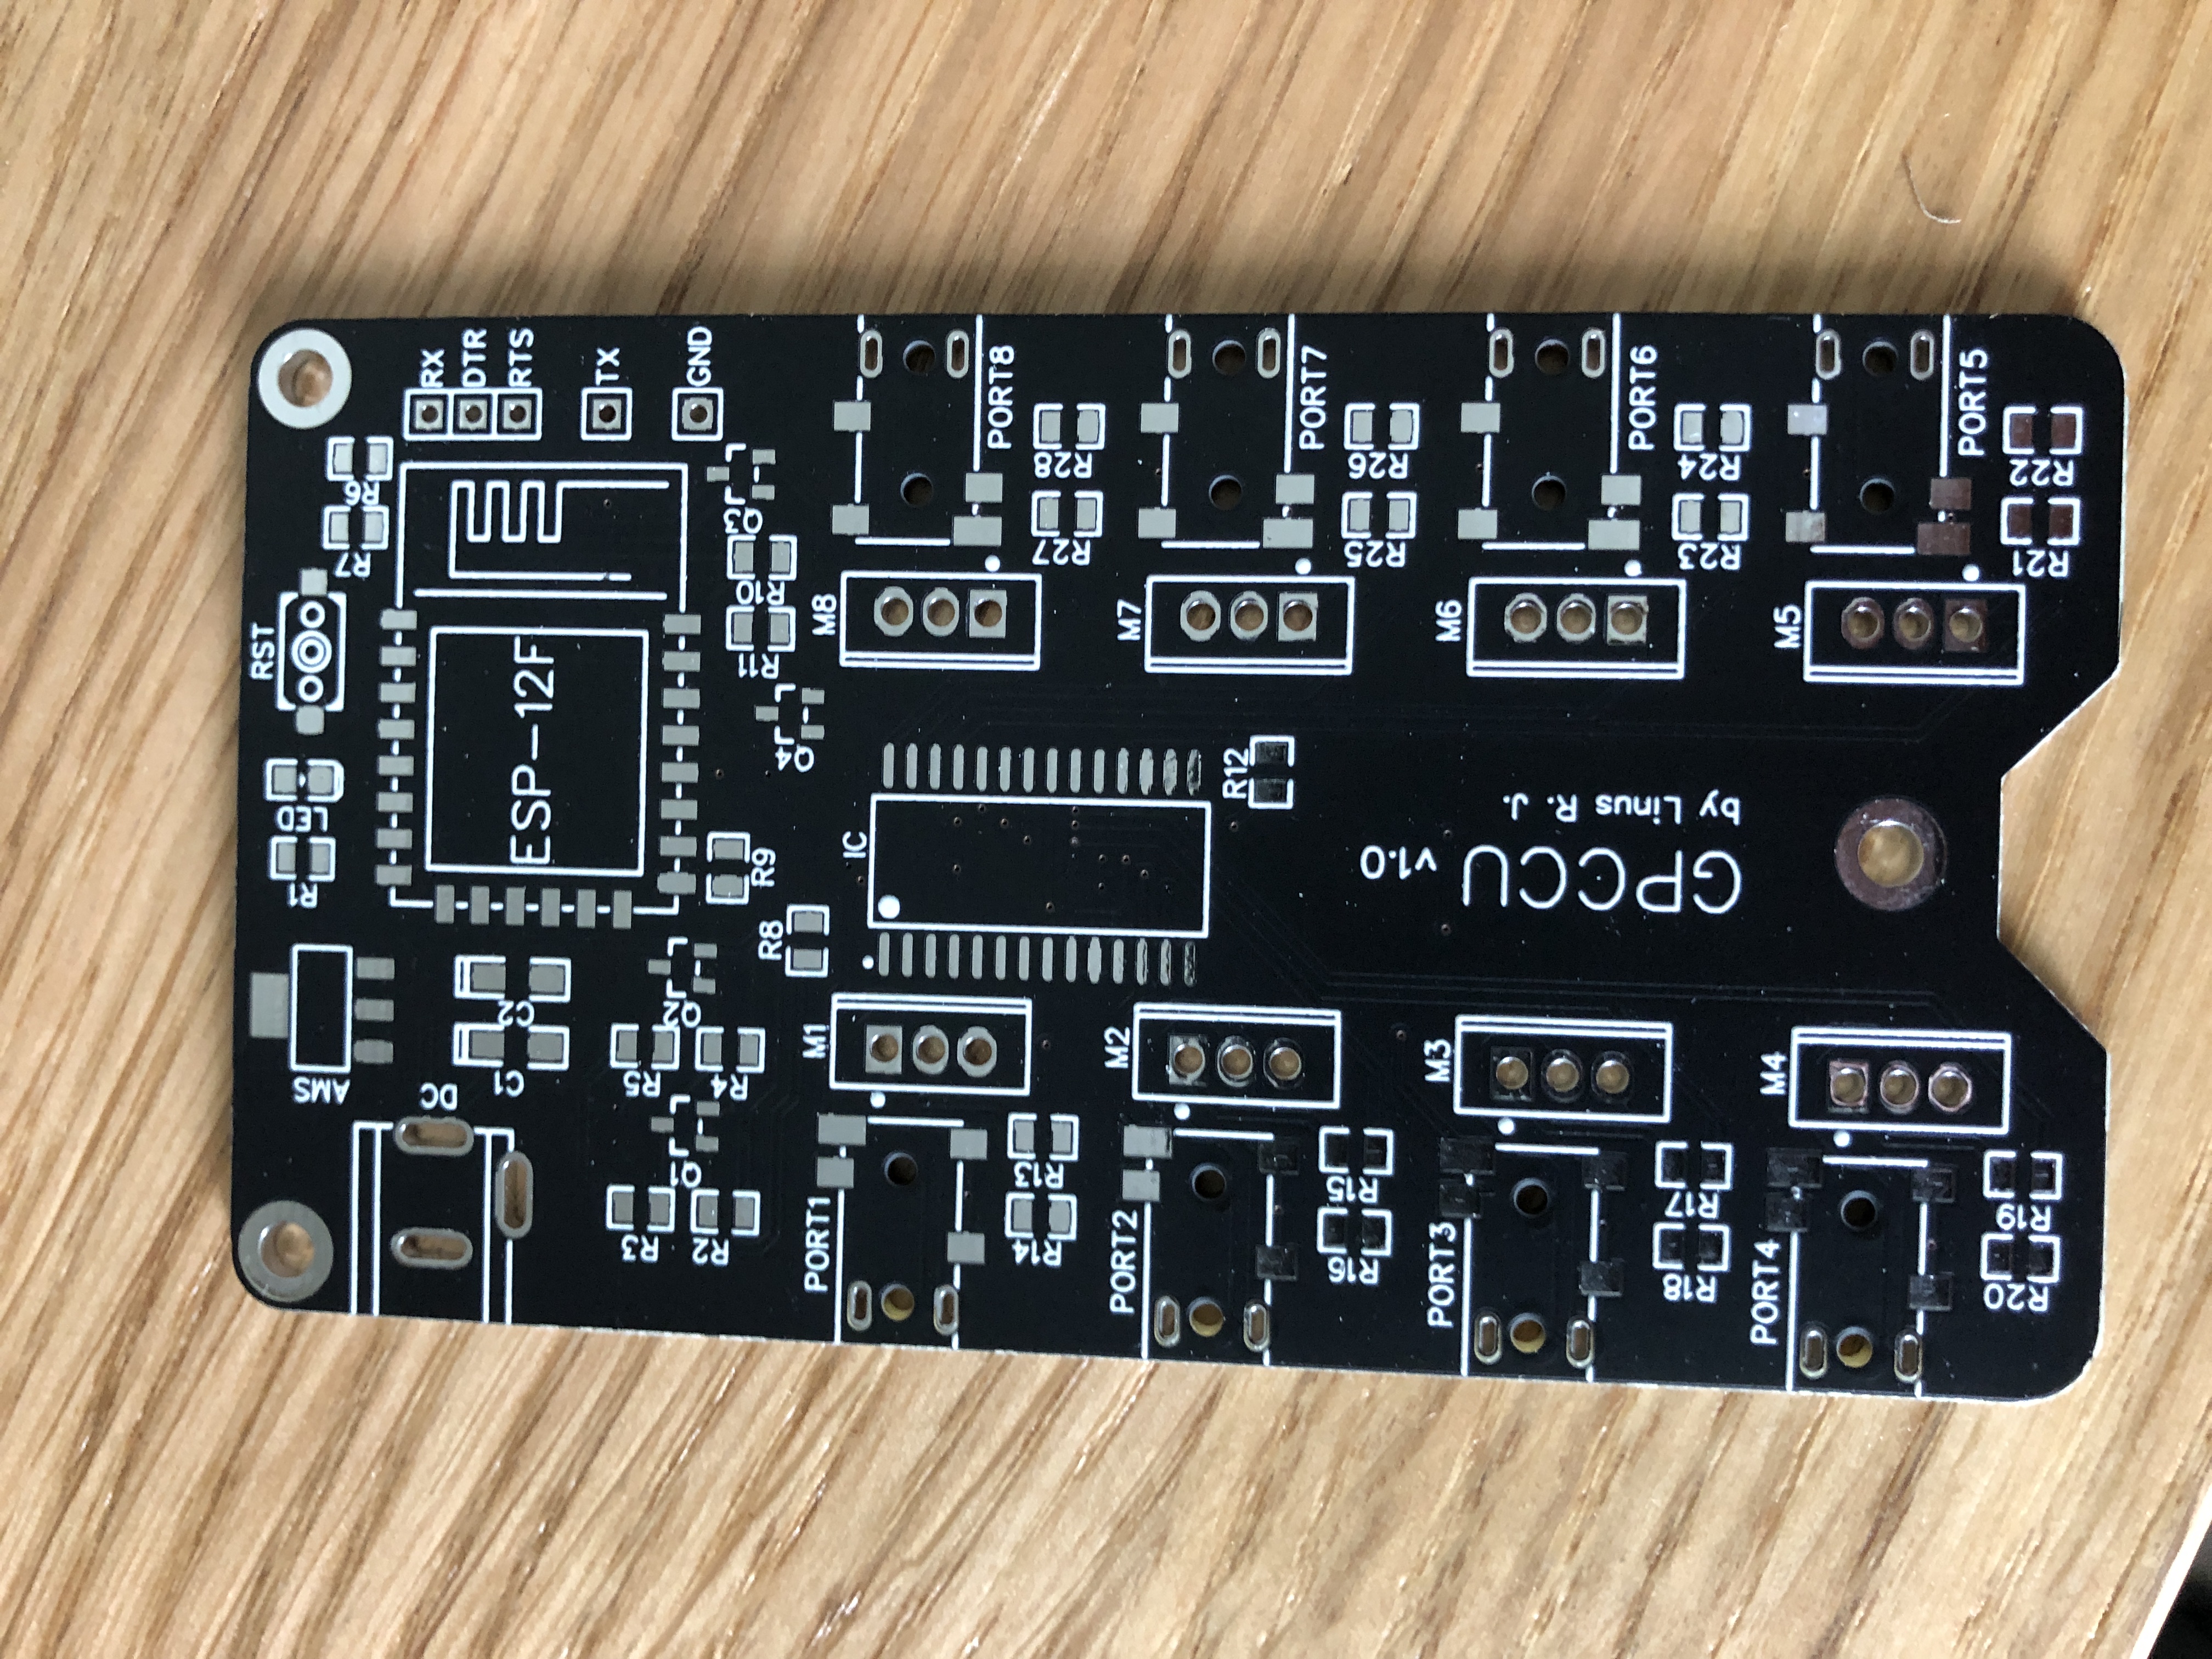 RST
AMS
R1
LED
R7
R6
DC
RX
DTR
RTS
C1
C2
ESP-12F
TX
GND
R3
R5
Q1
Q2
R2
R4
R9
R11
R10
Q3
R8
Q4
PORT1
M1
IC
M8
PORT8
R14
R13
R27
R28
PORT2
M2
M7
R12
PORT7
R16
R15
R25
R26
PORT3
M3
M6
GPCCU v1.0
by Linus R. J.
PORT6
R18
R17
R23
R24
PORT4
M4
M5
PORT5
R20
R19
R21
R22